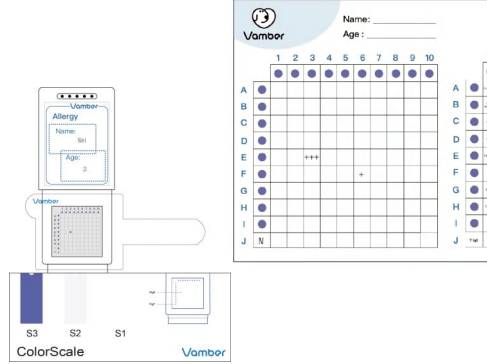 Vamber
Allergy
Name:
Age:
2
Vamber
S3 S2 S1
ColorScale
Vamber
Vamber
Name:
Age :
1 2 3 4 5 6 7 8 9 10
A
B
C
D
E +++
F +
G
H
I
J N
A
B
C
D
E
F
G
H
I
J